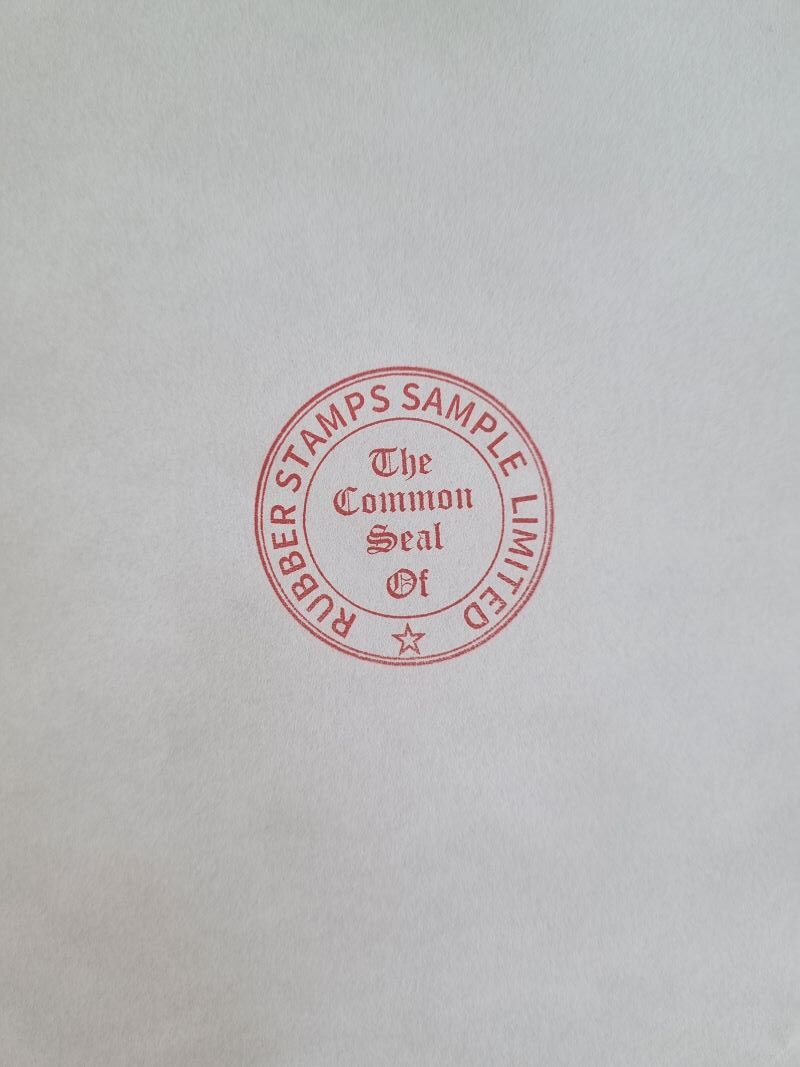 The
Common
Seal
Of
RUBBER STAMPS SAMPLE LIMITED